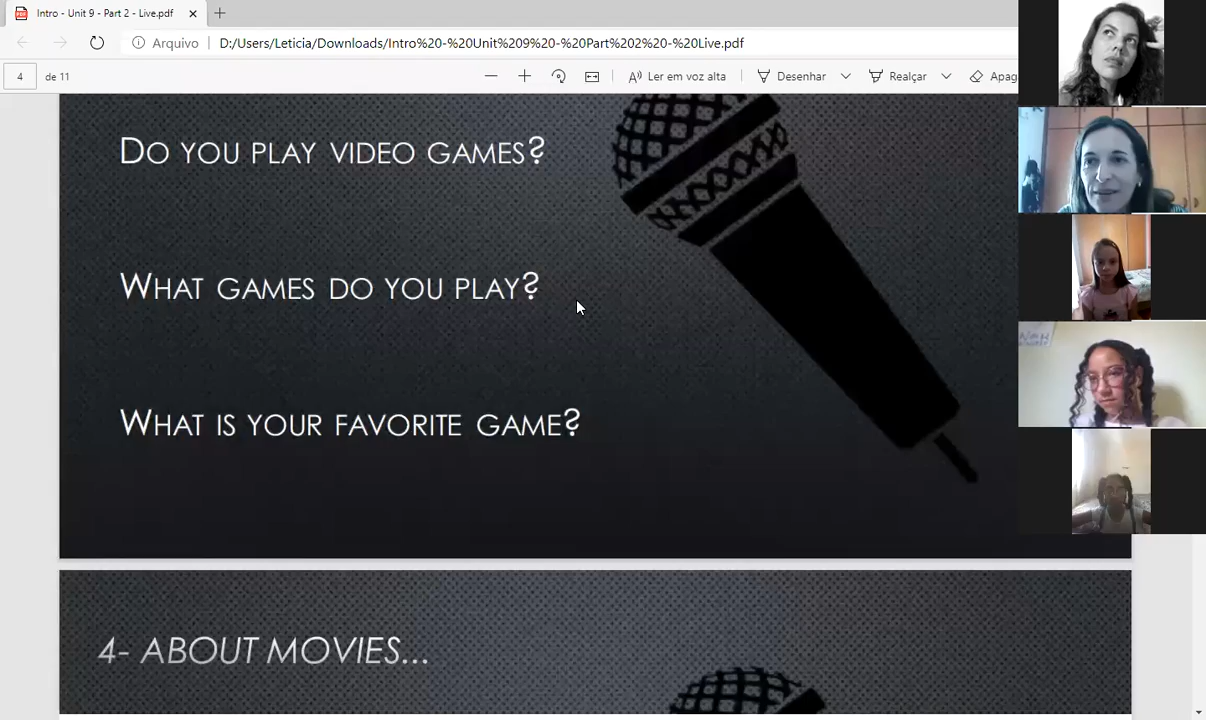 Intro - Unit 9 - Part 2 - Live.pdf
Arquivo
D:/Users/Leticia/Downloads/Intro%20-%20Unit%209%20-%20Part%202%20-%20Live.pdf
4 de 11
Ler em voz alta
Desenhar
Realçar
Apag
DO YOU PLAY VIDEO GAMES?
WHAT GAMES DO YOU PLAY?
WHAT IS YOUR FAVORITE GAME?
4- ABOUT MOVIES...